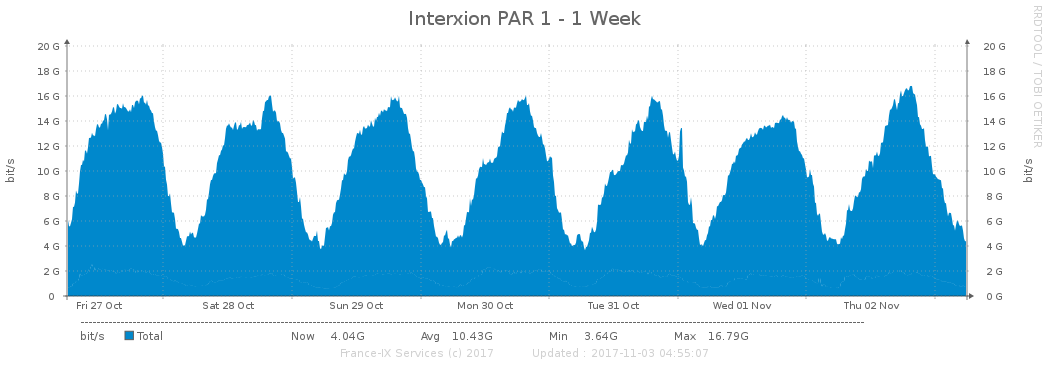 Interxion PAR 1 - 1 Week
RRDTOOL / TOBI OETIKER
bit/s
20 G 20 G
18 G 18 G
16 G 16 G
14 G 14 G
12 G 12 G
10 G 10 G
8 G 8 G
6 G 6 G
4 G 4 G
2 G 2 G
0 0 G
bit/s
Fri 27 Oct Sat 28 Oct Sun 29 Oct Mon 30 Oct Tue 31 Oct Wed 01 Nov Thu 02 Nov
bit/s Total Now 4.04G Avg 10.43G Min 3.64G Max 16.79G
France-IX Services (c) 2017 Updated : 2017-11-03 04:55:07